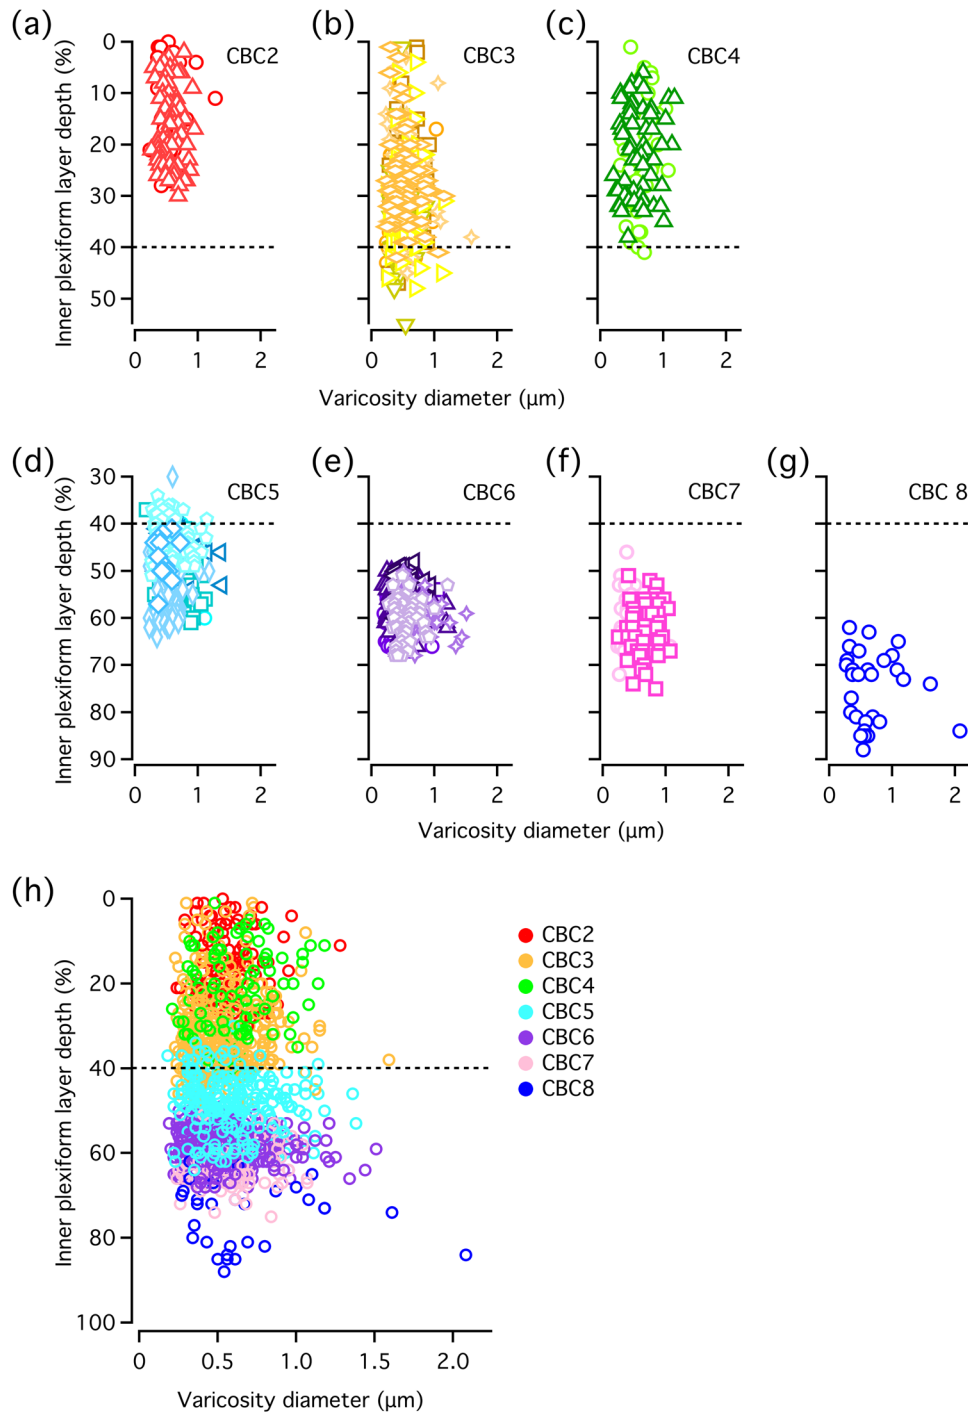 (a) (b) (c)
CBC2 CBC3 CBC4
Inner plexiform layer depth (%)
0
10
20
30
40
50
0 1 2 0 1 2 0 1 2
Varicosity diameter (μm)
(d) (e) (f) (g)
CBC5 CBC6 CBC7 CBC 8
Inner plexiform layer depth (%)
30
40
50
60
70
80
90
0 1 2 0 1 2 0 1 2 0 1 2
Varicosity diameter (μm)
(h)
Inner plexiform layer depth (%)
0
20
40
60
80
100
CBC2
CBC3
CBC4
CBC5
CBC6
CBC7
CBC8
0 0.5 1.0 1.5 2.0
Varicosity diameter (μm)